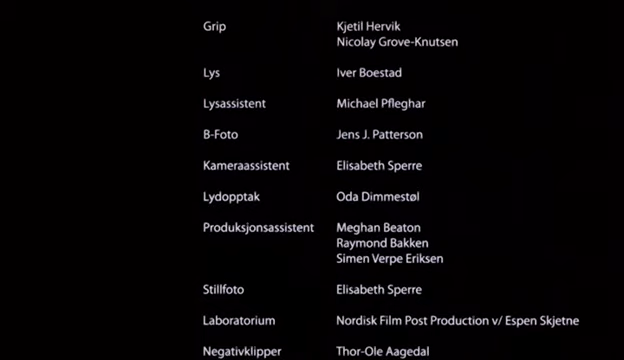 Grip Kjetil Hervik
Nicolay Grove-Knutsen
Lys Iver Boestad
Lysassistent Michael Pfleghar
B-Foto Jens J. Patterson
Kameraassistent Elisabeth Sperre
Lydopptak Oda Dimmestøl
Produksjonsassistent Meghan Beaton
Raymond Bakken
Simen Verpe Eriksen
Stillfoto Elisabeth Sperre
Laboratorium Nordisk Film Post Production v/ Espen Skjetne
Negativklipper Thor-Ole Aagedal